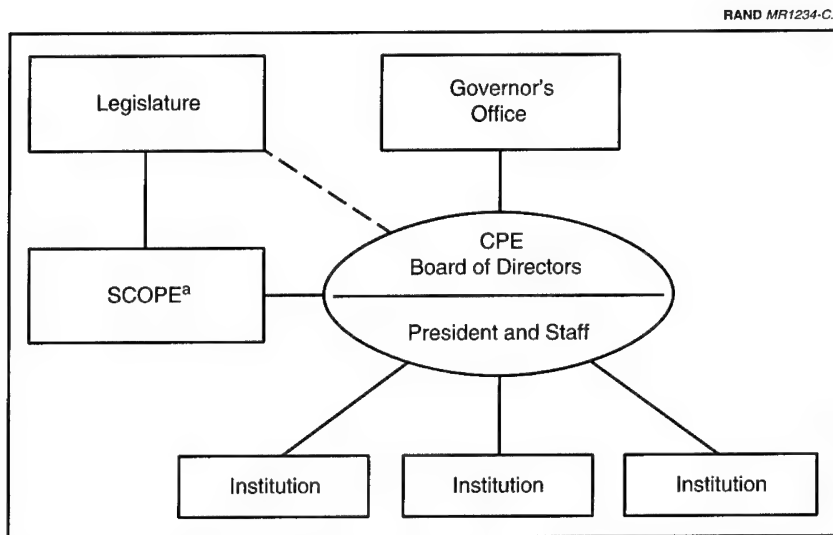 RAND MR1234-C.
Legislature
Governor's
Office
CPE
Board of Directors
SCOPEa
President and Staff
Institution
Institution
Institution